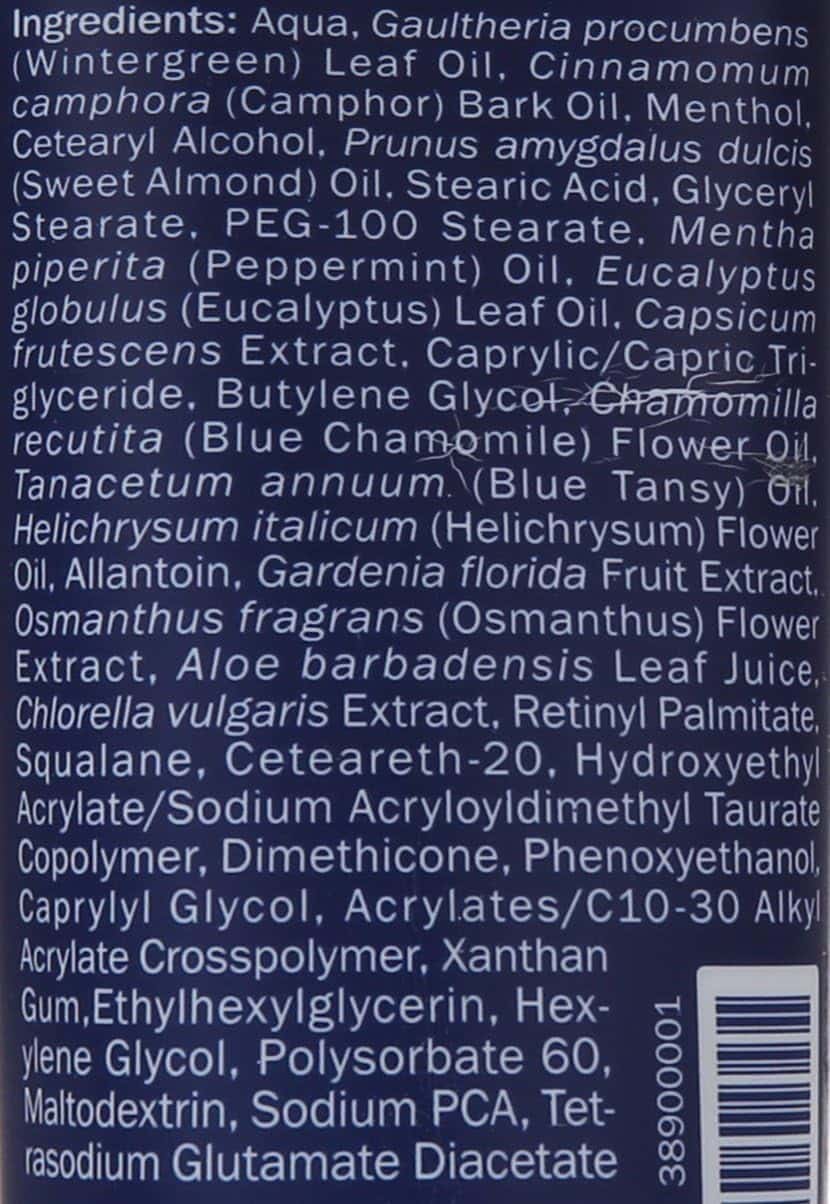 Ingredients: Aqua, Gaultheria procumbens
(Wintergreen) Leaf Oil, Cinnamomum
camphora (Camphor) Bark Oil, Menthol,
Cetearyl Alcohol, Prunus amygdalus dulcis
(Sweet Almond) Oil, Stearic Acid, Glyceryl
Stearate, PEG-100 Stearate, Mentha
piperita (Peppermint) Oil, Eucalyptus
globulus (Eucalyptus) Leaf Oil, Capsicum
frutescens Extract, Caprylic/Capric Tri-
glyceride, Butylene Glycol, Chamomilla
recutita (Blue Chamomile) Flower Oil,
Tanacetum annuum. (Blue Tansy) Oil,
Helichrysum italicum (Helichrysum) Flower
Oil, Allantoin, Gardenia florida Fruit Extract,
Osmanthus fragrans (Osmanthus) Flower
Extract, Aloe barbadensis Leaf Juice,
Chlorella vulgaris Extract, Retinyl Palmitate,
Squalane, Ceteareth-20, Hydroxyethyl
Acrylate/Sodium Acryloyldimethyl Taurate
Copolymer, Dimethicone, Phenoxyethanol,
Caprylyl Glycol, Acrylates/C10-30 Alkyl
Acrylate Crosspolymer, Xanthan
Gum,Ethylhexylglycerin, Hex-
ylene Glycol, Polysorbate 60,
Maltodextrin, Sodium PCA, Tet-
rasodium Glutamate Diacetate
38900001